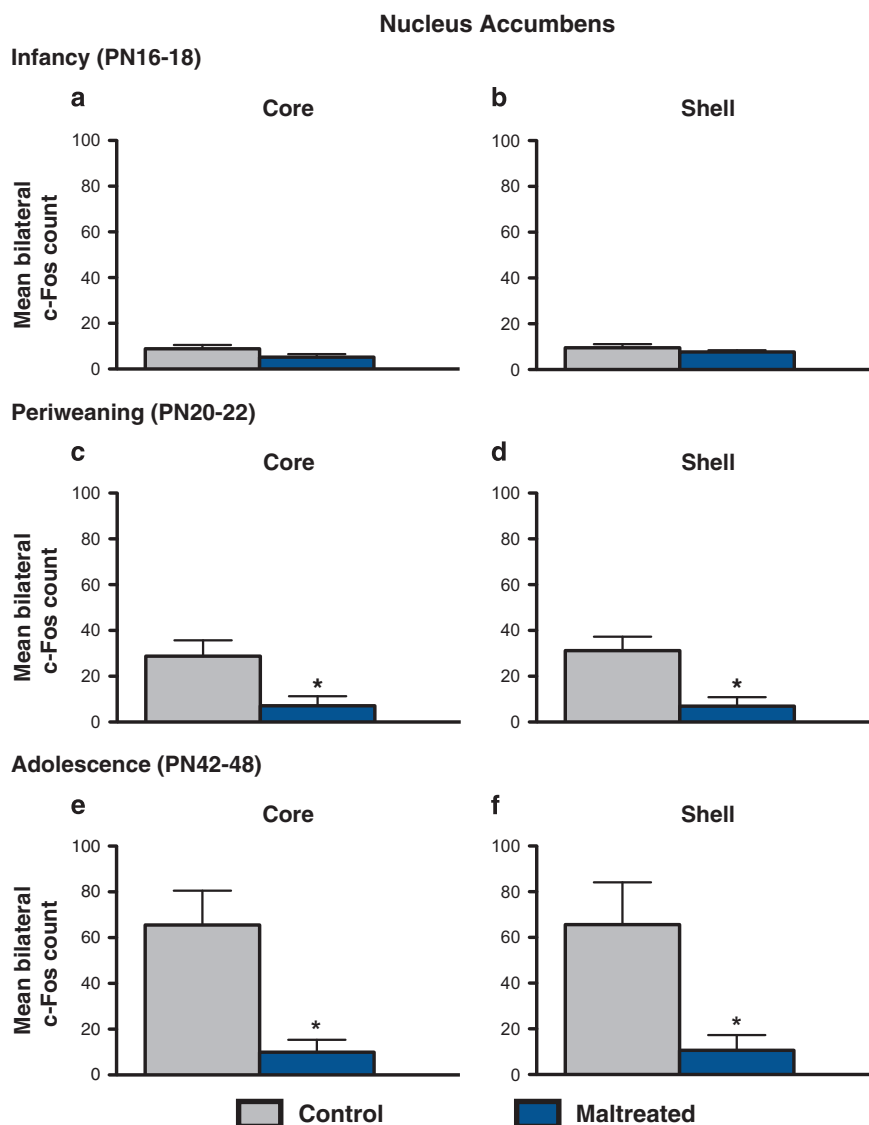 Nucleus Accumbens
Infancy (PN16-18)
a
Core
b
Shell
Mean bilateral
c-Fos count
100
80
60
40
20
0
100
80
60
40
20
0
Periweaning (PN20-22)
c
Core
d
Shell
Mean bilateral
c-Fos count
100
80
60
40
20
0
*
100
80
60
40
20
0
*
Adolescence (PN42-48)
e
Core
f
Shell
Mean bilateral
c-Fos count
100
80
60
40
20
0
*
100
80
60
40
20
0
*
Control
Maltreated